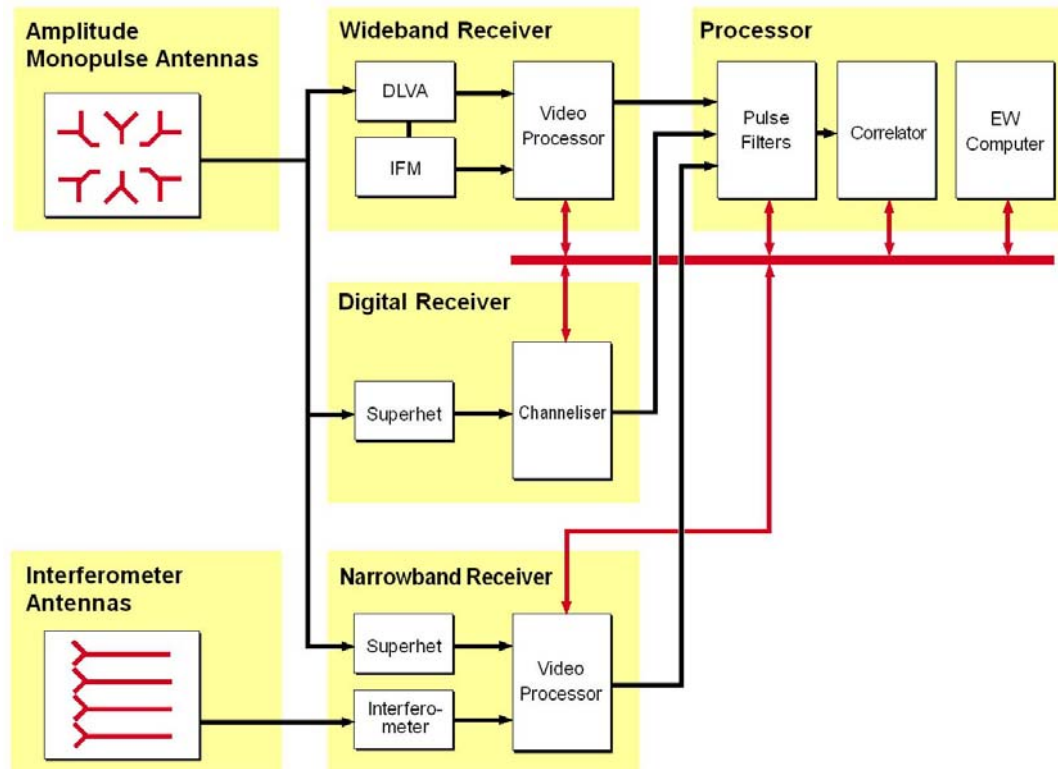 Amplitude
Monopulse Antennas
Wideband Receiver
DLVA
IFM
Video
Processor
Processor
Pulse
Filters
Correlator
EW
Computer
Digital Receiver
Superhet
Channeliser
Interferometer
Antennas
Narrowband Receiver
Superhet
Interfero-
meter
Video
Processor